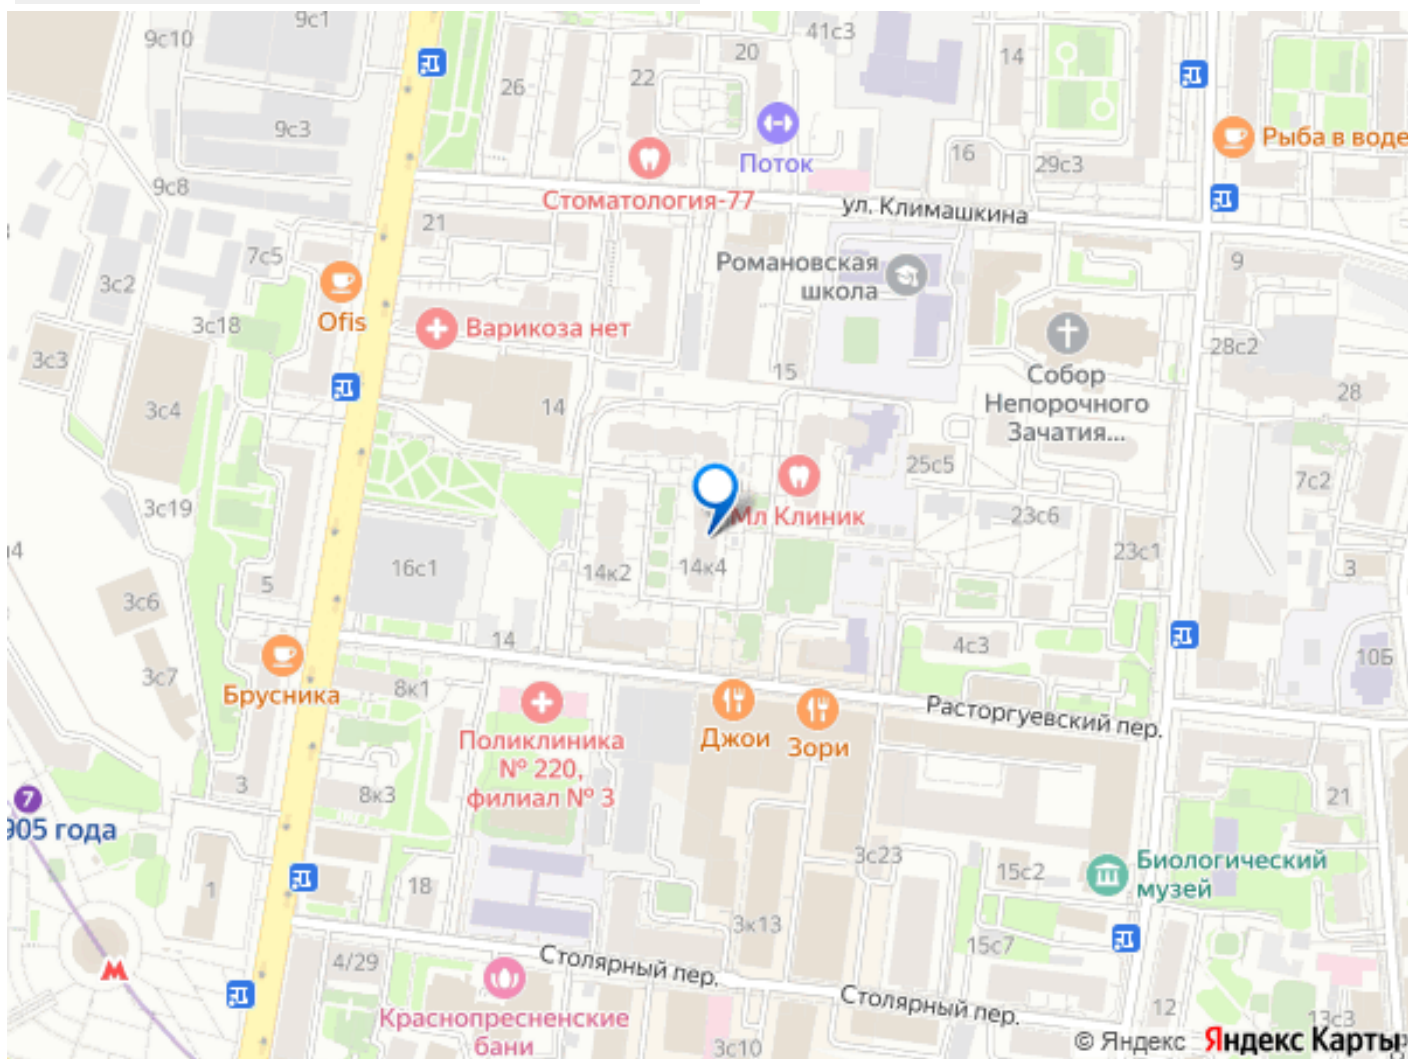 9с1
9с10
41с3
20
14
22
26
9с3
Рыба в воде
Поток
16
29с3
9с8
Стоматология-77
ул. Климашкина
21
7с5
9
Романовская
школа
3с2
Ofis
3с18
Варикоза нет
28с2
3с3
15
Собор
Непорочного
Зачатия...
28
3с4
14
25с5
7с2
3с19
Мл Клиник
23с6
23с1
16с1
14к2
14к4
3
5
3с6
14
4с3
10Б
3с7
Брусника
8к1
Расторгуевский пер.
Поликлиника
№ 220,
филиал № 3
Джои
Зори
3
8к3
7
905 года
21
3с23
Биологический
музей
15с2
1
18
3к13
15с7
4/29
Столярный пер.
Столярный пер.
12
Краснопресненские
бани
13с3
3с10
© Яндекс Яндекс Карты